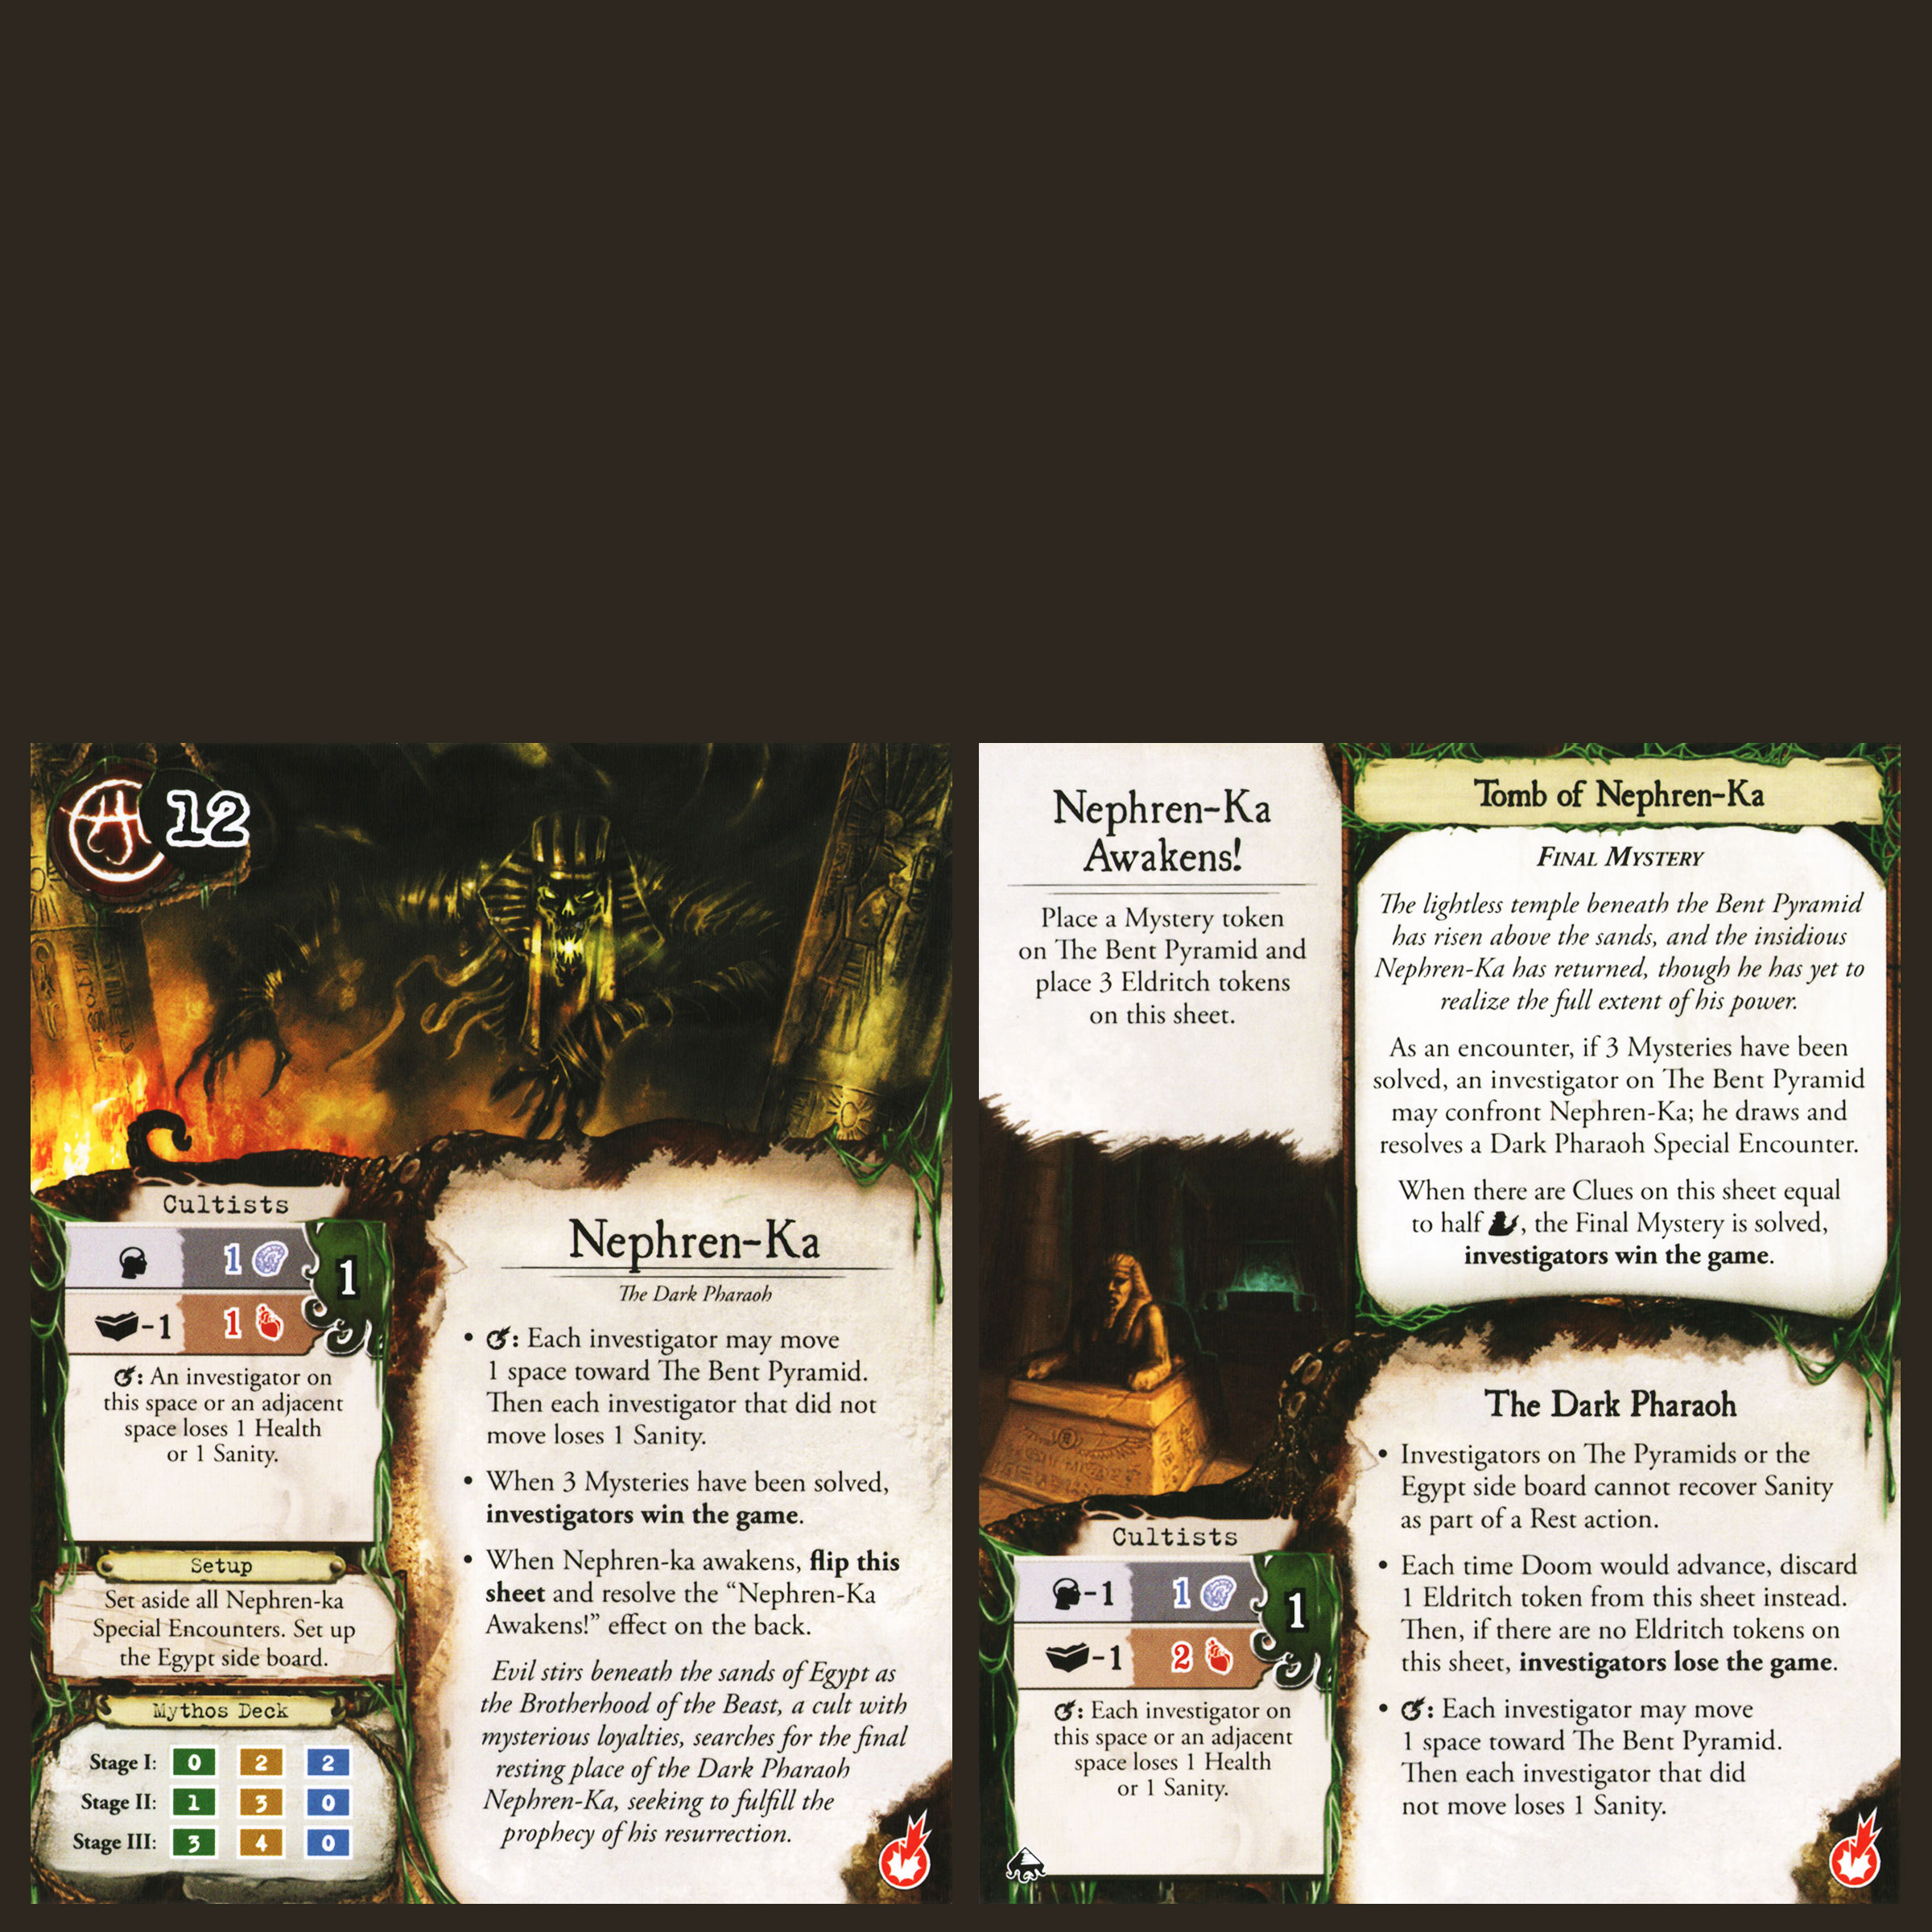 12
Cultists
1
1
-1
1
: An investigator on
this space or an adjacent
space loses 1 Health
or 1 Sanity.
Setup
Set aside all Nephren-ka
Special Encounters. Set up
the Egypt side board.
Mythos Deck
Stage I: 0 2 2
Stage II: 1 3 0
Stage III: 3 4 0
Nephren-Ka
The Dark Pharaoh
• : Each investigator may move
1 space toward The Bent Pyramid.
Then each investigator that did not
move loses 1 Sanity.
• When 3 Mysteries have been solved,
investigators win the game.
• When Nephren-ka awakens, flip this
sheet and resolve the “Nephren-Ka
Awakens!” effect on the back.
Evil stirs beneath the sands of Egypt as
the Brotherhood of the Beast, a cult with
mysterious loyalties, searches for the final
resting place of the Dark Pharaoh
Nephren-Ka, seeking to fulfill the
prophecy of his resurrection.
Nephren-Ka
Awakens!
Place a Mystery token
on The Bent Pyramid and
place 3 Eldritch tokens
on this sheet.
Tomb of Nephren-Ka
Final Mystery
The lightless temple beneath the Bent Pyramid
has risen above the sands, and the insidious
Nephren-Ka has returned, though he has yet to
realize the full extent of his power.
As an encounter, if 3 Mysteries have been
solved, an investigator on The Bent Pyramid
may confront Nephren-Ka; he draws and
resolves a Dark Pharaoh Special Encounter.
When there are Clues on this sheet equal
to half , the Final Mystery is solved,
investigators win the game.
Cultists
-1 1
1
-1 2
: Each investigator on
this space or an adjacent
space loses 1 Health
or 1 Sanity.
The Dark Pharaoh
• Investigators on The Pyramids or the
Egypt side board cannot recover Sanity
as part of a Rest action.
• Each time Doom would advance, discard
1 Eldritch token from this sheet instead.
Then, if there are no Eldritch tokens on
this sheet, investigators lose the game.
• : Each investigator may move
1 space toward The Bent Pyramid.
Then each investigator that did
not move loses 1 Sanity.